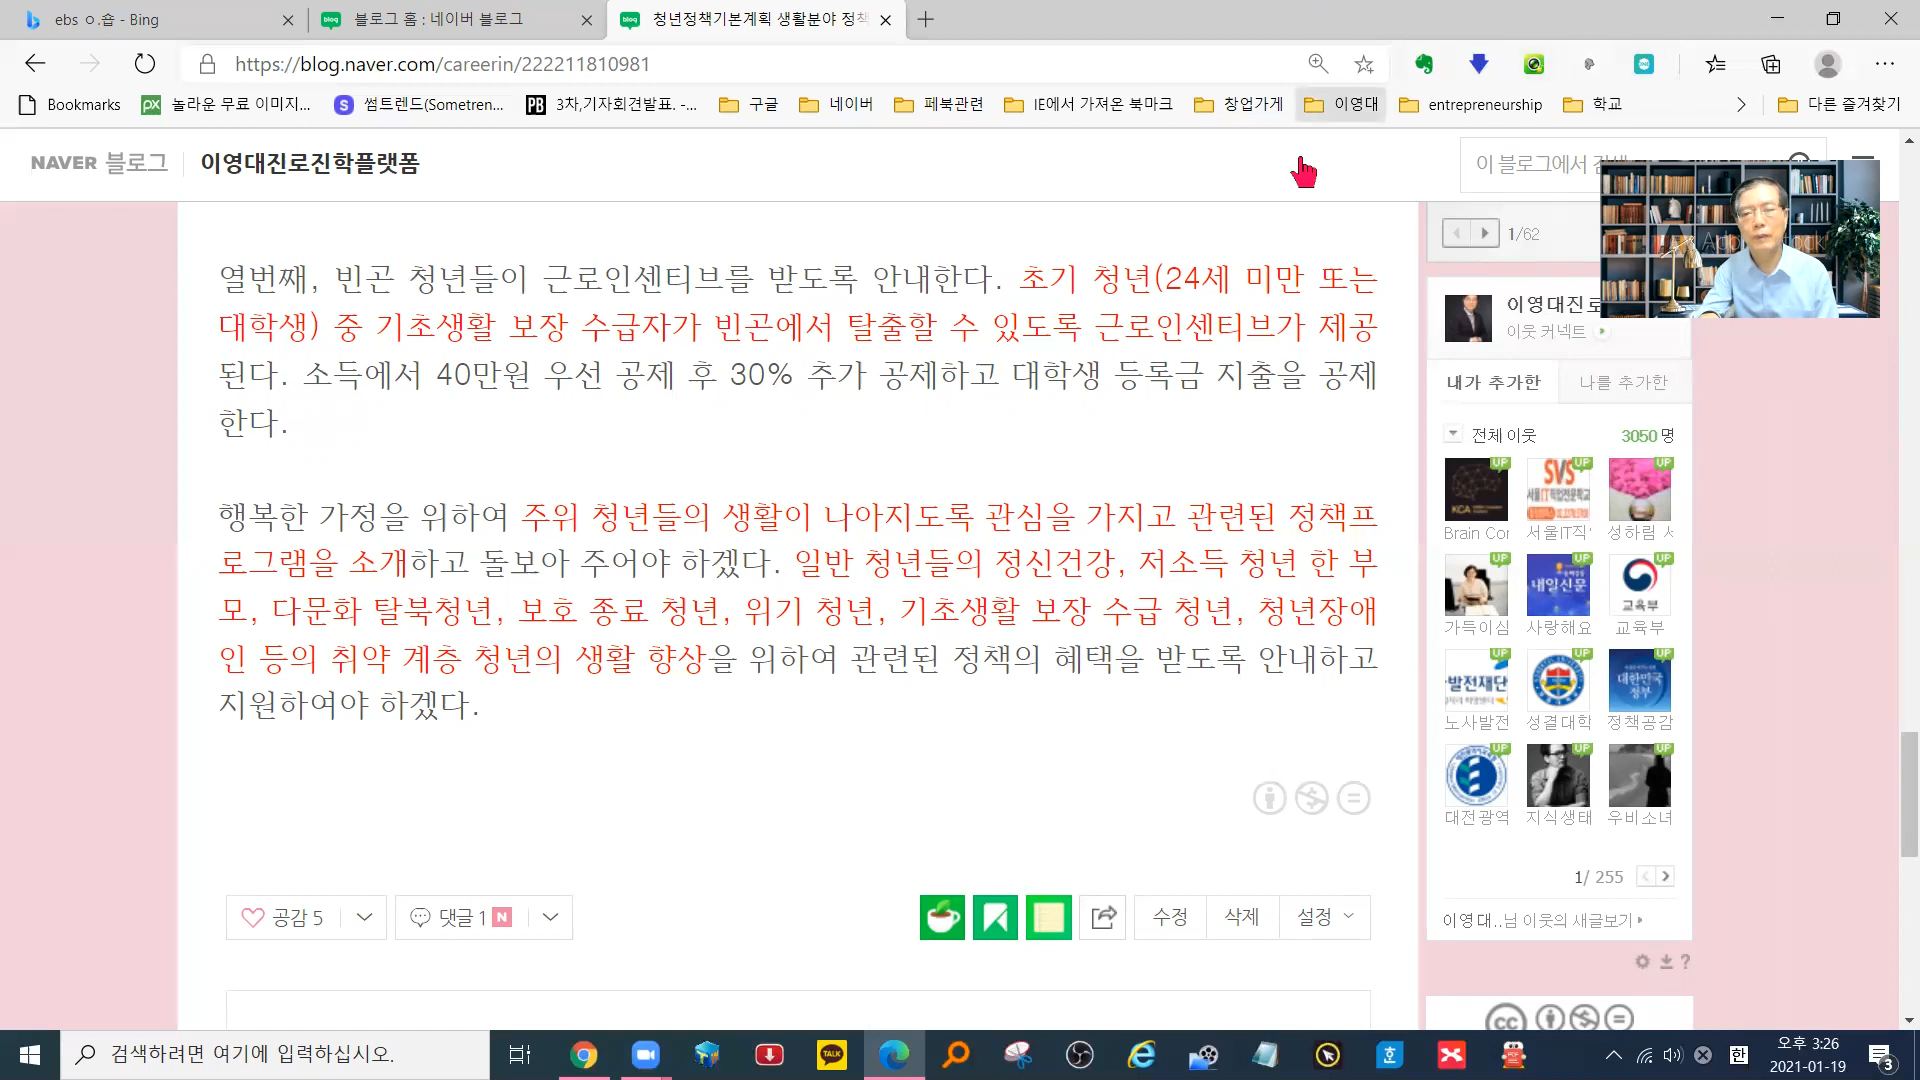 ebs ㅇ.숍 - Bing
블로그 홈 : 네이버 블로그
청년정책기본계획 생활분야 정책
https://blog.naver.com/careerin/222211810981
Bookmarks
놀라운 무료 이미지...
썸트렌드(Sometren...
3차,기자회견발표. -...
구글
네이버
페북관련
IE에서 가져온 북마크
창업가게
이영대
entrepreneurship
학교
다른 즐겨찾기
NAVER 블로그
이영대진로진학플랫폼
이 블로그에서
열번째, 빈곤 청년들이 근로인센티브를 받도록 안내한다. 초기 청년(24세 미만 또는
대학생) 중 기초생활 보장 수급자가 빈곤에서 탈출할 수 있도록 근로인센티브가 제공
된다. 소득에서 40만원 우선 공제 후 30% 추가 공제하고 대학생 등록금 지출을 공제
한다.
행복한 가정을 위하여 주위 청년들의 생활이 나아지도록 관심을 가지고 관련된 정책프
로그램을 소개하고 돌보아 주어야 하겠다. 일반 청년들의 정신건강, 저소득 청년 한 부
모, 다문화 탈북청년, 보호 종료 청년, 위기 청년, 기초생활 보장 수급 청년, 청년장애
인 등의 취약 계층 청년의 생활 향상을 위하여 관련된 정책의 혜택을 받도록 안내하고
지원하여야 하겠다.
공감 5
댓글 1 N
수정
삭제
설정
1/62
이영대진로
이웃 커넥트
내가 추가한
나를 추가한
전체 이웃
3050 명
Brain Cor
서울IT직
성하림 서
가득이심
사랑해요
교육부
노사발전
성결대학
정책공감
대전광역
지식생태
우비소녀
1/ 255
이영대..님 이웃의 새글보기
검색하려면 여기에 입력하십시오.
TALK
한
오후 3:26
2021-01-19
3